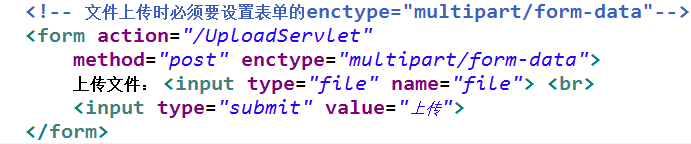 <!-- 文件上传时必须要设置表单的enctype="multipart/form-data"-->
<form action="/UploadServlet"
method="post" enctype="multipart/form-data">
上传文件：<input type="file" name="file"> <br>
<input type="submit" value="上传">
</form>